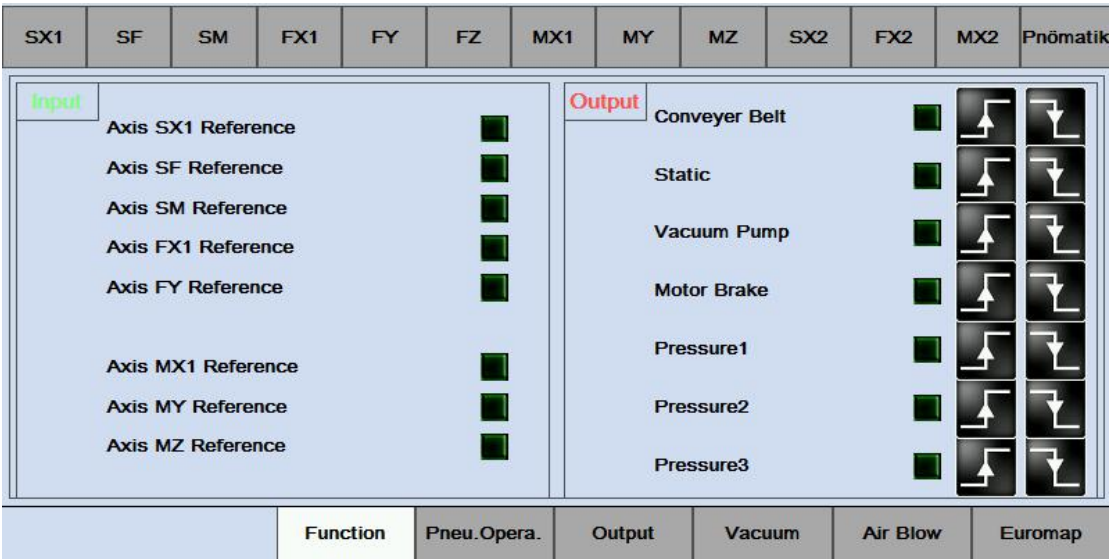 SX1 SF SM FX1 FY FZ MX1 MY MZ SX2 FX2 MX2 Pnömatik
Input
Axis SX1 Reference
Axis SF Reference
Axis SM Reference
Axis FX1 Reference
Axis FY Reference
Axis MX1 Reference
Axis MY Reference
Axis MZ Reference
Output
Conveyer Belt
Static
Vacuum Pump
Motor Brake
Pressure1
Pressure2
Pressure3
Function Pneu.Opera. Output Vacuum Air Blow Euromap